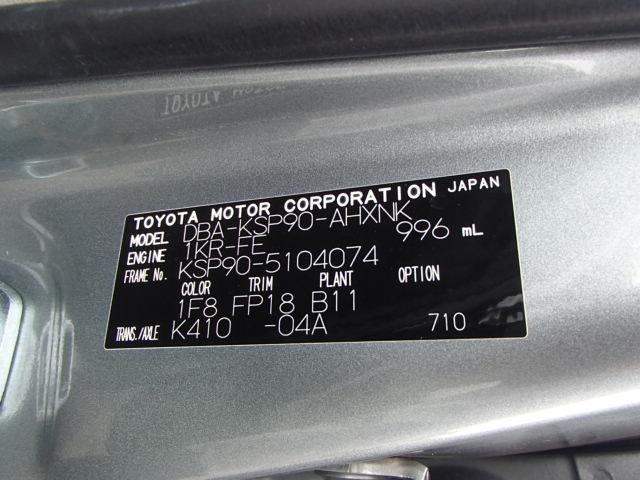 TOYOTA MOTOR CORPORATION JAPAN
MODEL DBA-KSP90-AHXNK
ENGINE 1KR-FE 996 mL
FRAME No. KSP90-5104074
COLOR TRIM PLANT OPTION
1F8 FP18 B11
TRANS./AXLE K410 -04A 710